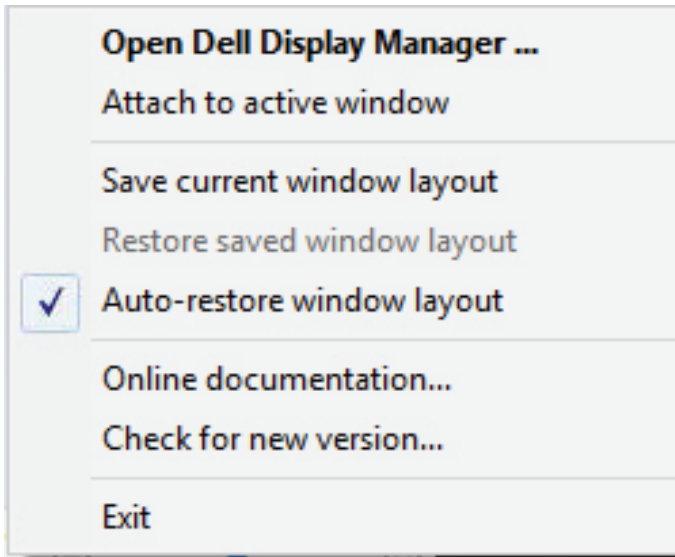 Open Dell Display Manager ...
Attach to active window
Save current window layout
Restore saved window layout
Auto-restore window layout
Online documentation...
Check for new version...
Exit